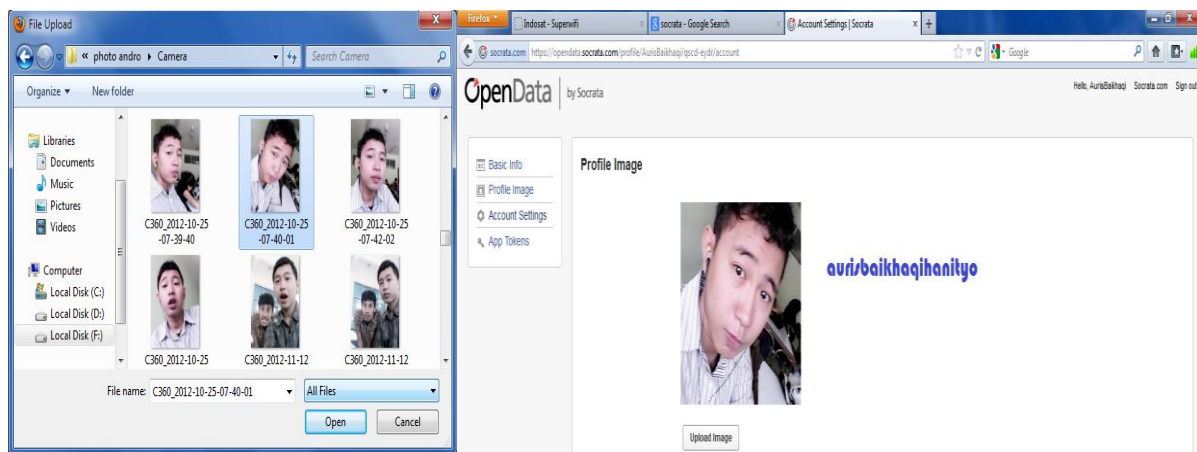 File Upload
« photo andro ▸ Camera
Search Camera
Organize
New folder
Libraries
Documents
Music
Pictures
Videos
Computer
Local Disk (C:)
Local Disk (D:)
Local Disk (F:)
C360_2012-10-25
-07-39-40
C360_2012-10-25
-07-40-01
C360_2012-10-25
-07-42-02
C360_2012-10-25
C360_2012-11-12
C360_2012-11-12
File name: C360_2012-10-25-07-40-01
All Files
Open
Cancel
Firefox
Indosat - Superwifi
socrata - Google Search
Account Settings | Socrata
socrata.com https://opendata.socrata.com/profile/AurisBaikhaqi/qscd-eydr/account
Google
OpenData by Socrata
Hello, AurisBaikhaqi Socrata.com Sign out
Basic Info
Profile Image
Account Settings
App Tokens
Profile Image
aurisbaikhaqihanityo
Upload Image